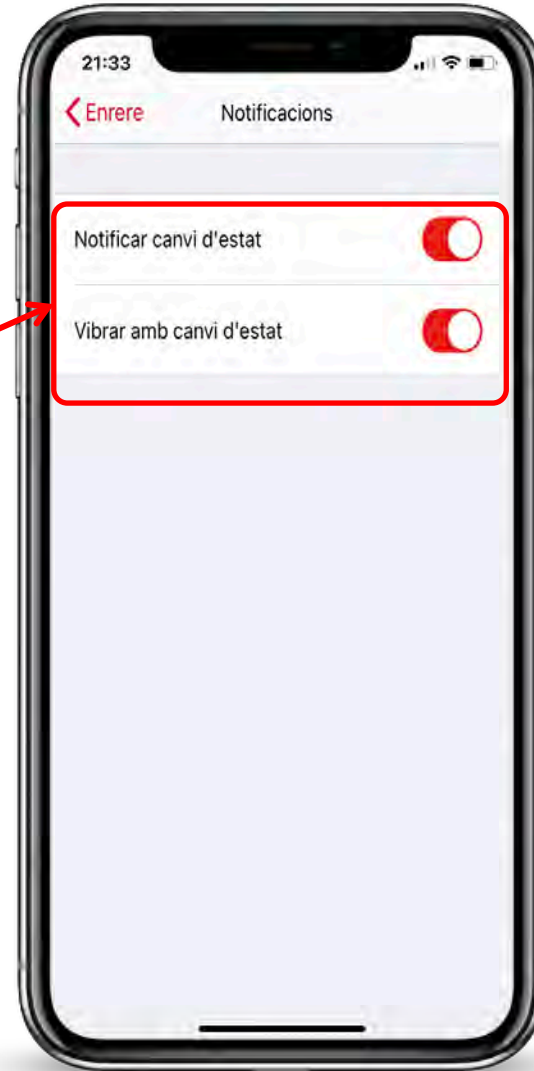 21:33
Enrere
Notificacions
Notificar canvi d'estat
Vibrar amb canvi d'estat